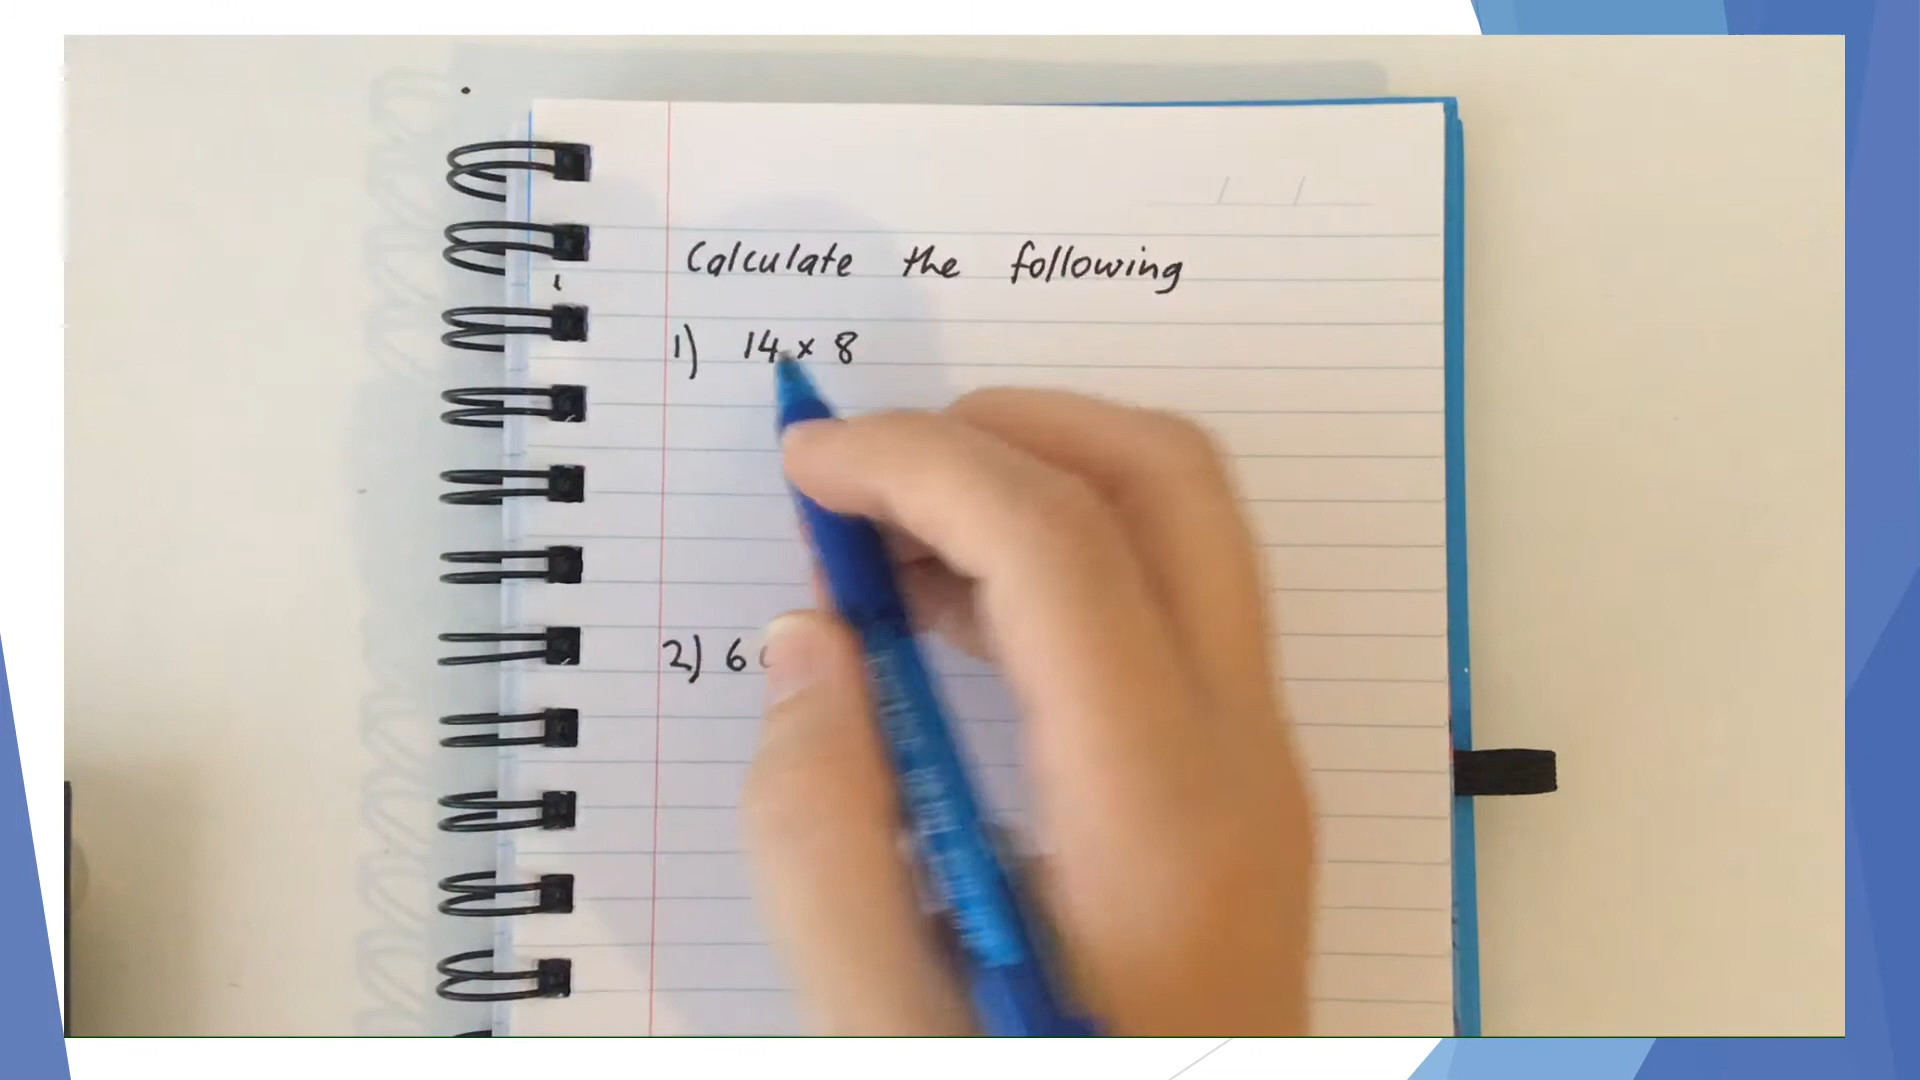 Calculate the following
1) 14 × 8
2) 6